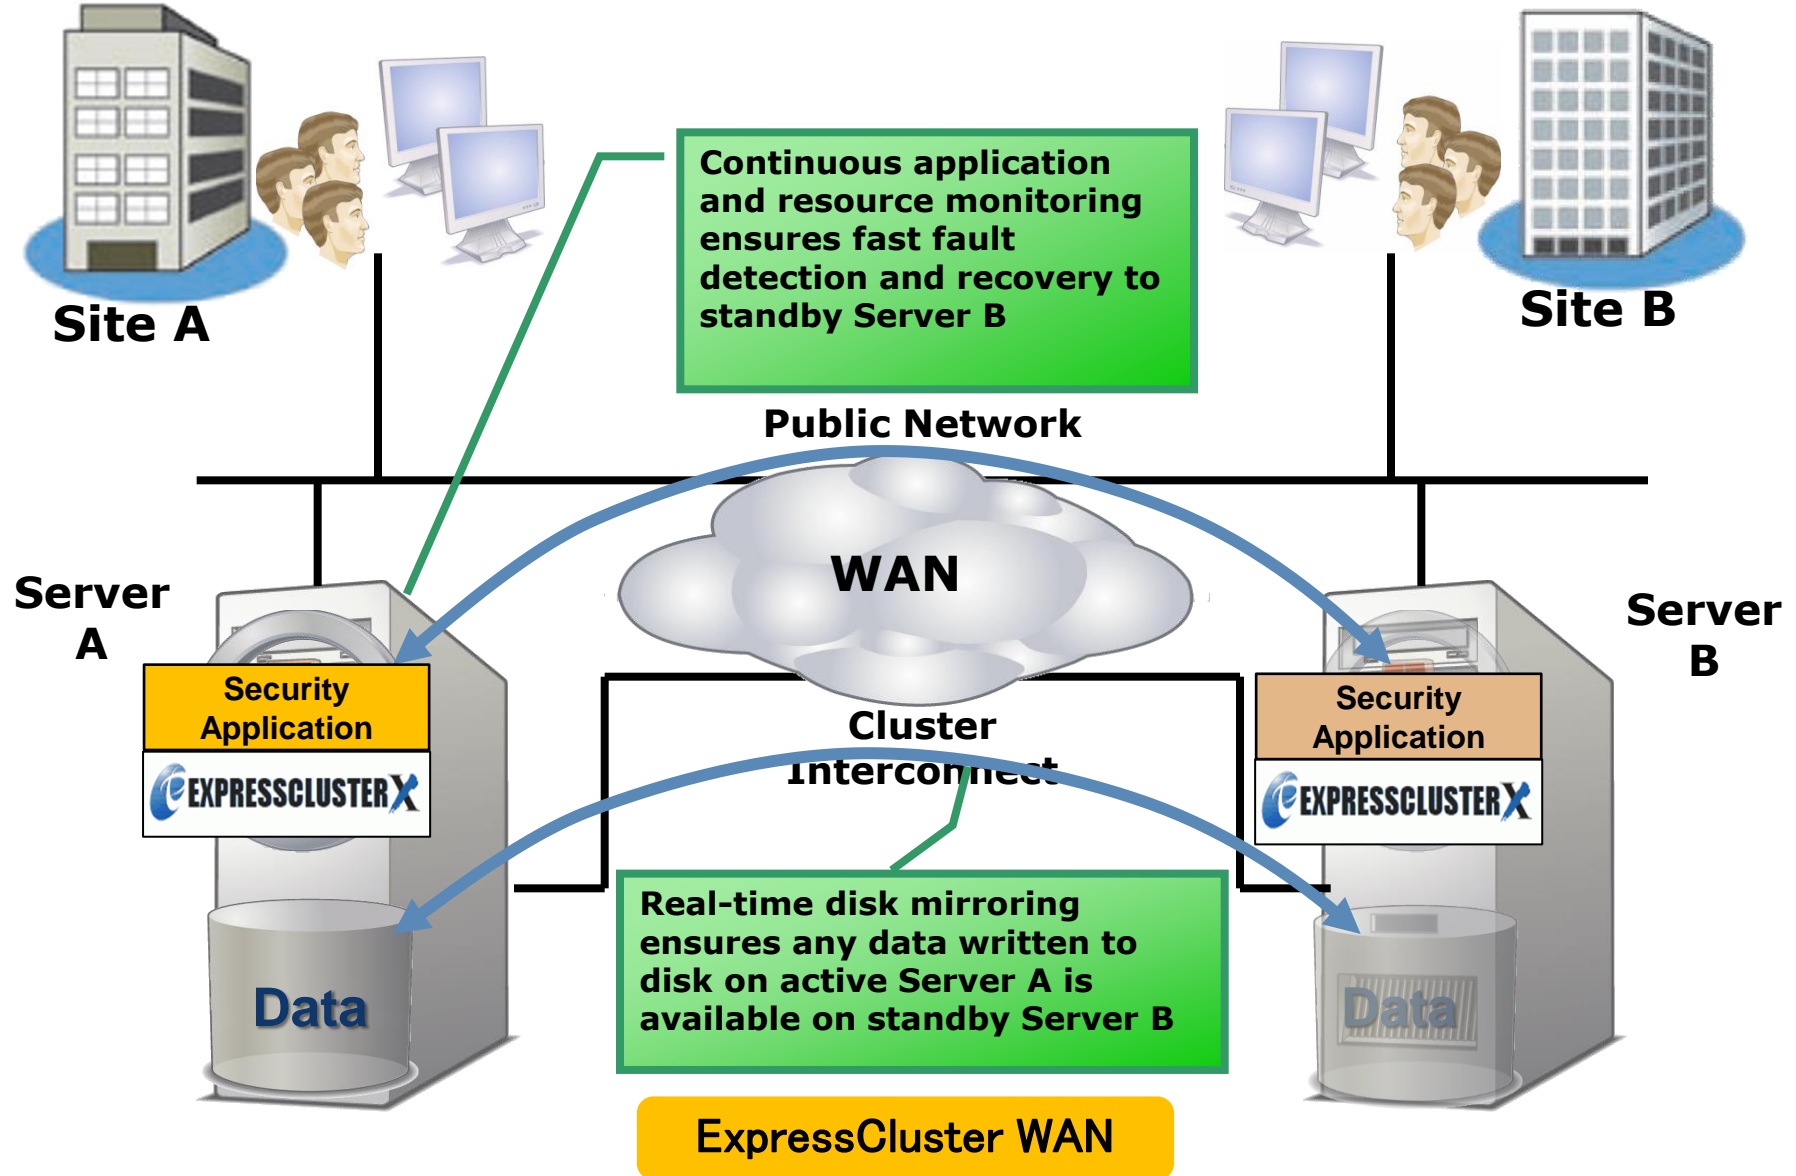 Site A
Site B
Continuous application
and resource monitoring
ensures fast fault
detection and recovery to
standby Server B
Public Network
WAN
Server
A
Server
B
Security
Application
EXPRESSCLUSTER X
Security
Application
EXPRESSCLUSTER X
Cluster
Interconnect
Data
Real-time disk mirroring
ensures any data written to
disk on active Server A is
available on standby Server B
Data
ExpressCluster WAN